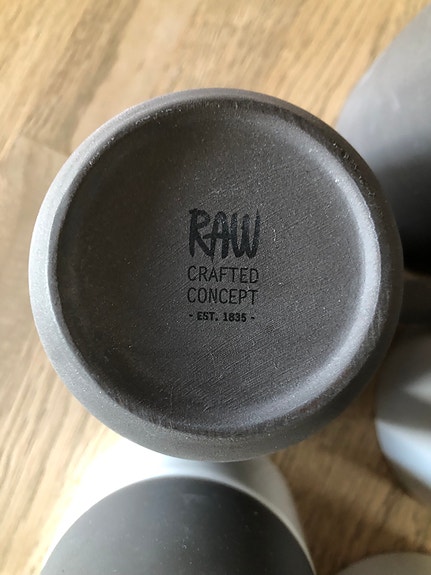 RAW
CRAFTED
CONCEPT
- EST. 1835 -